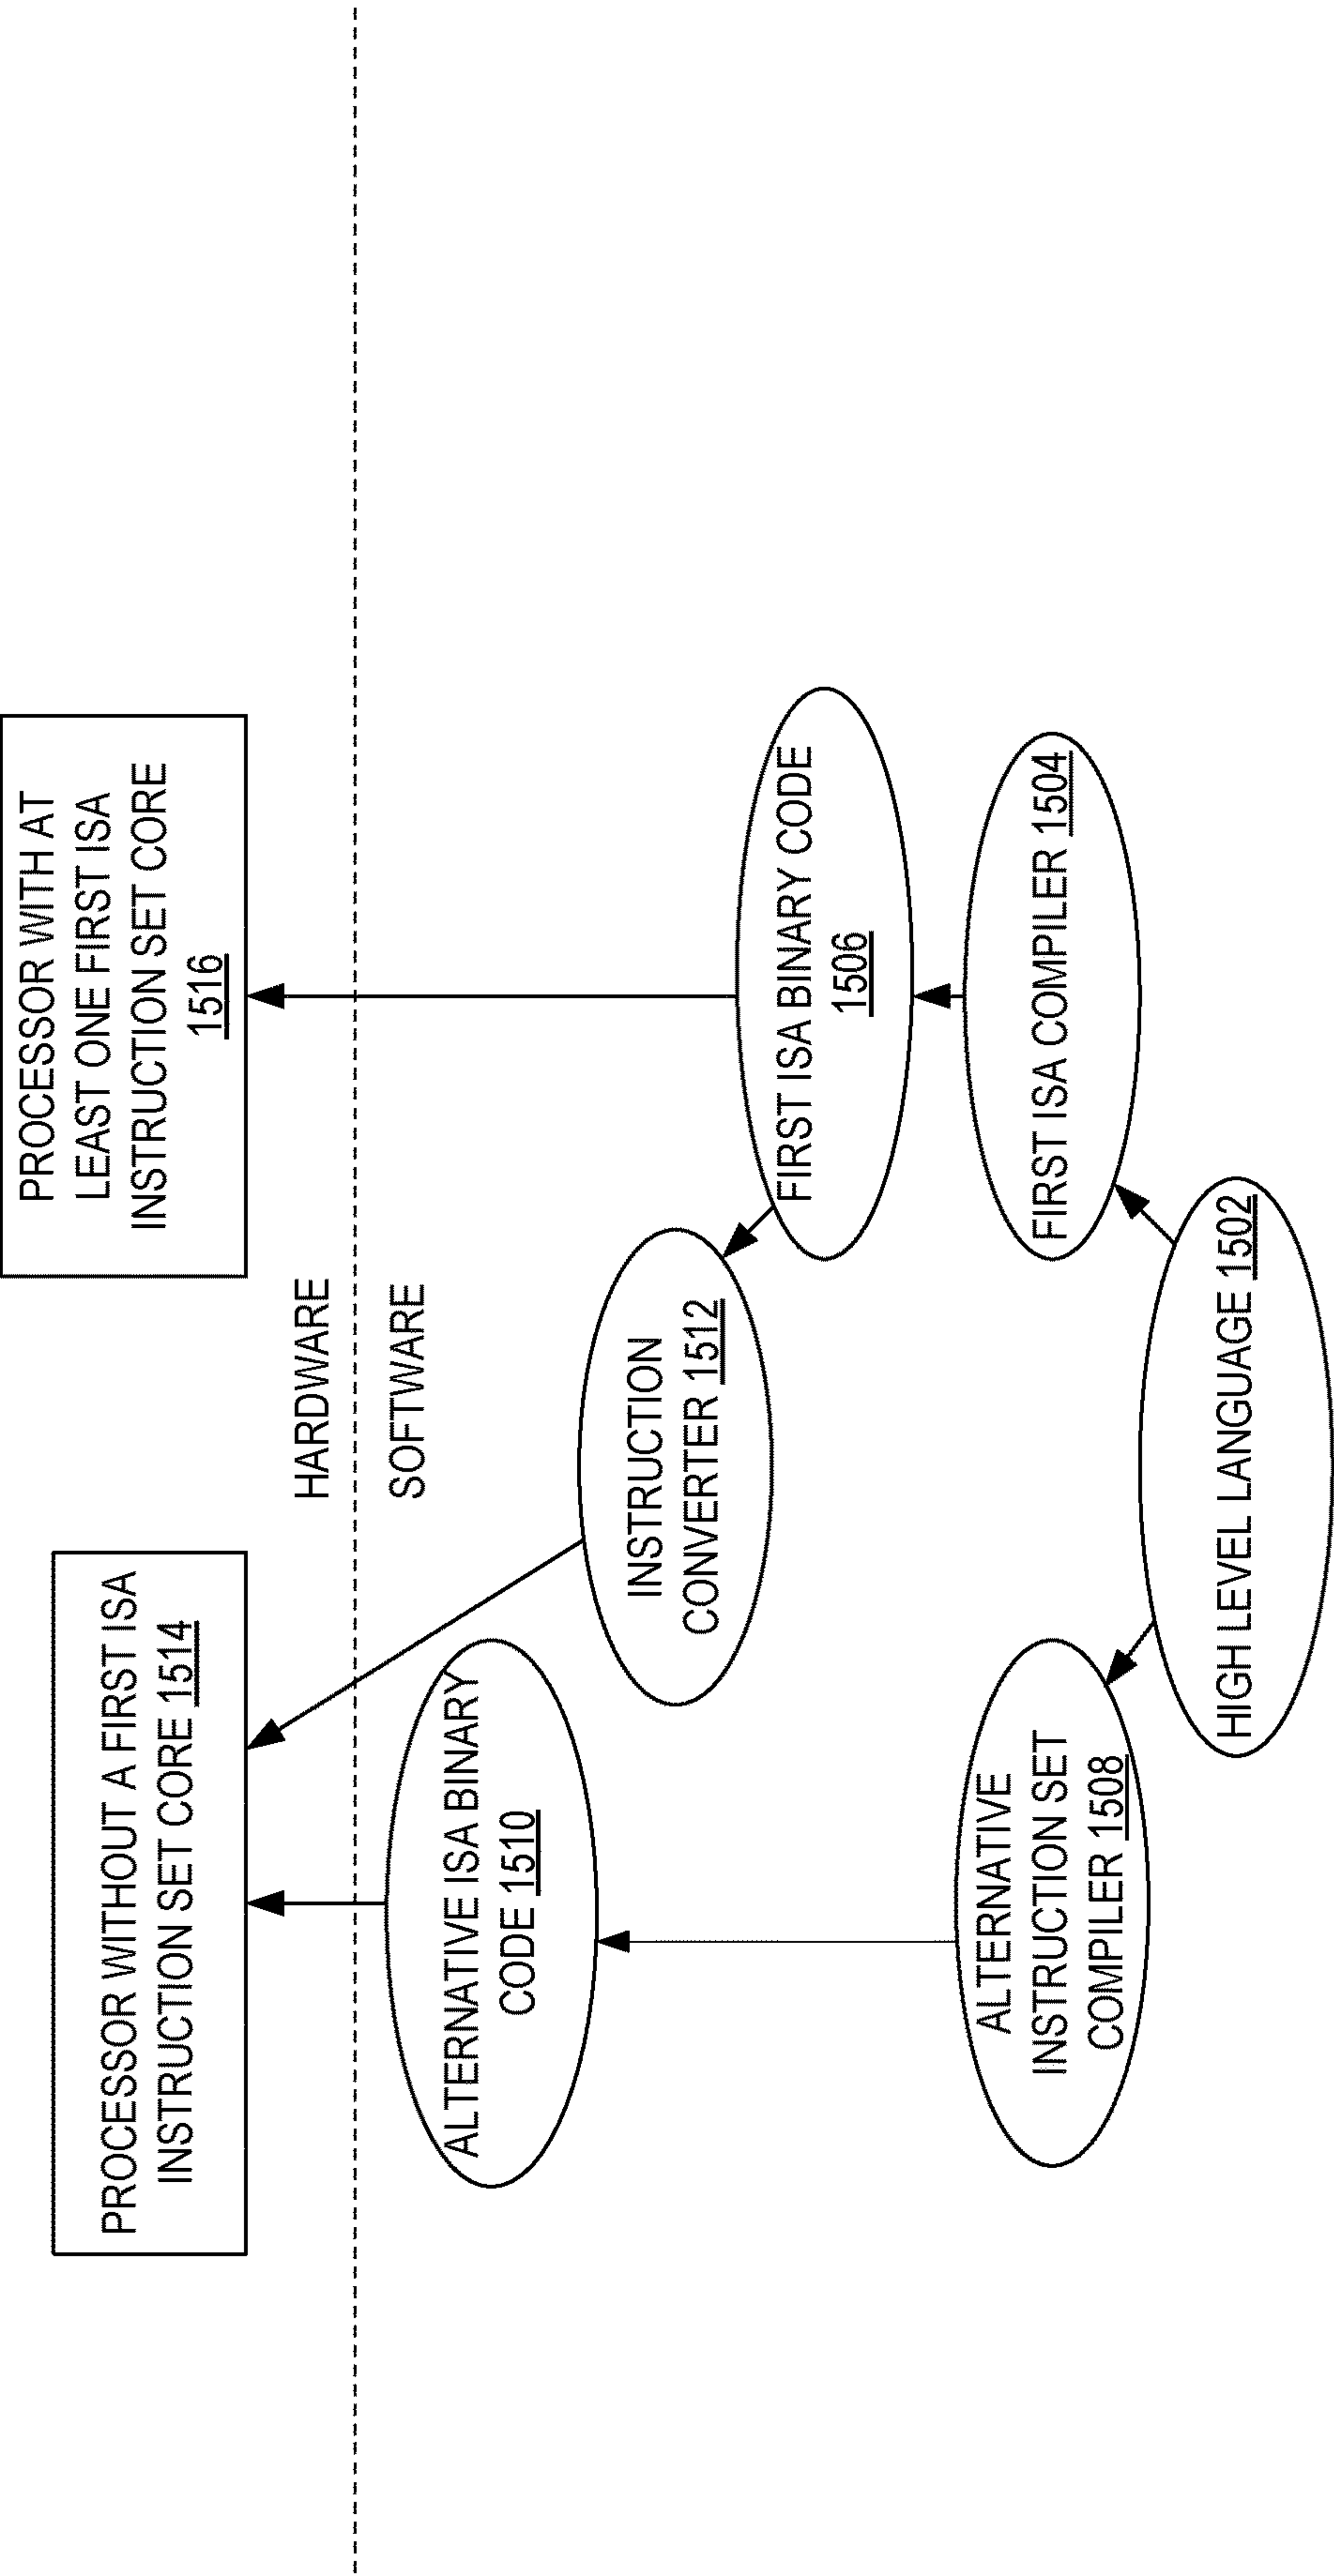 PROCESSOR WITHOUT A FIRST ISA
INSTRUCTION SET CORE 1514
PROCESSOR WITH AT
LEAST ONE FIRST ISA
INSTRUCTION SET CORE
1516
HARDWARE
SOFTWARE
ALTERNATIVE ISA BINARY
CODE 1510
INSTRUCTION
CONVERTER 1512
FIRST ISA BINARY CODE
1506
ALTERNATIVE
INSTRUCTION SET
COMPILER 1508
FIRST ISA COMPILER 1504
HIGH LEVEL LANGUAGE 1502